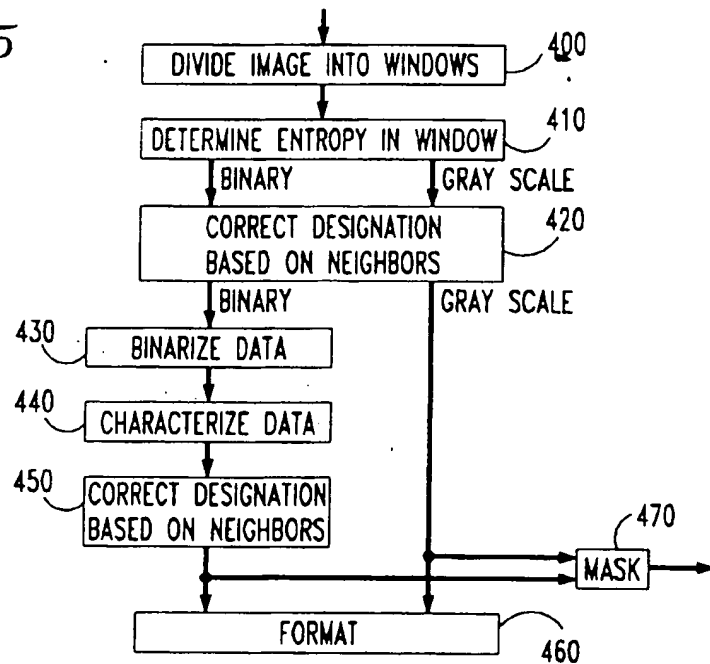 5
400
DIVIDE IMAGE INTO WINDOWS
410
DETERMINE ENTROPY IN WINDOW
BINARY GRAY SCALE
420
CORRECT DESIGNATION
BASED ON NEIGHBORS
BINARY GRAY SCALE
430
BINARIZE DATA
440
CHARACTERIZE DATA
450
CORRECT DESIGNATION
BASED ON NEIGHBORS
470
MASK
FORMAT
460